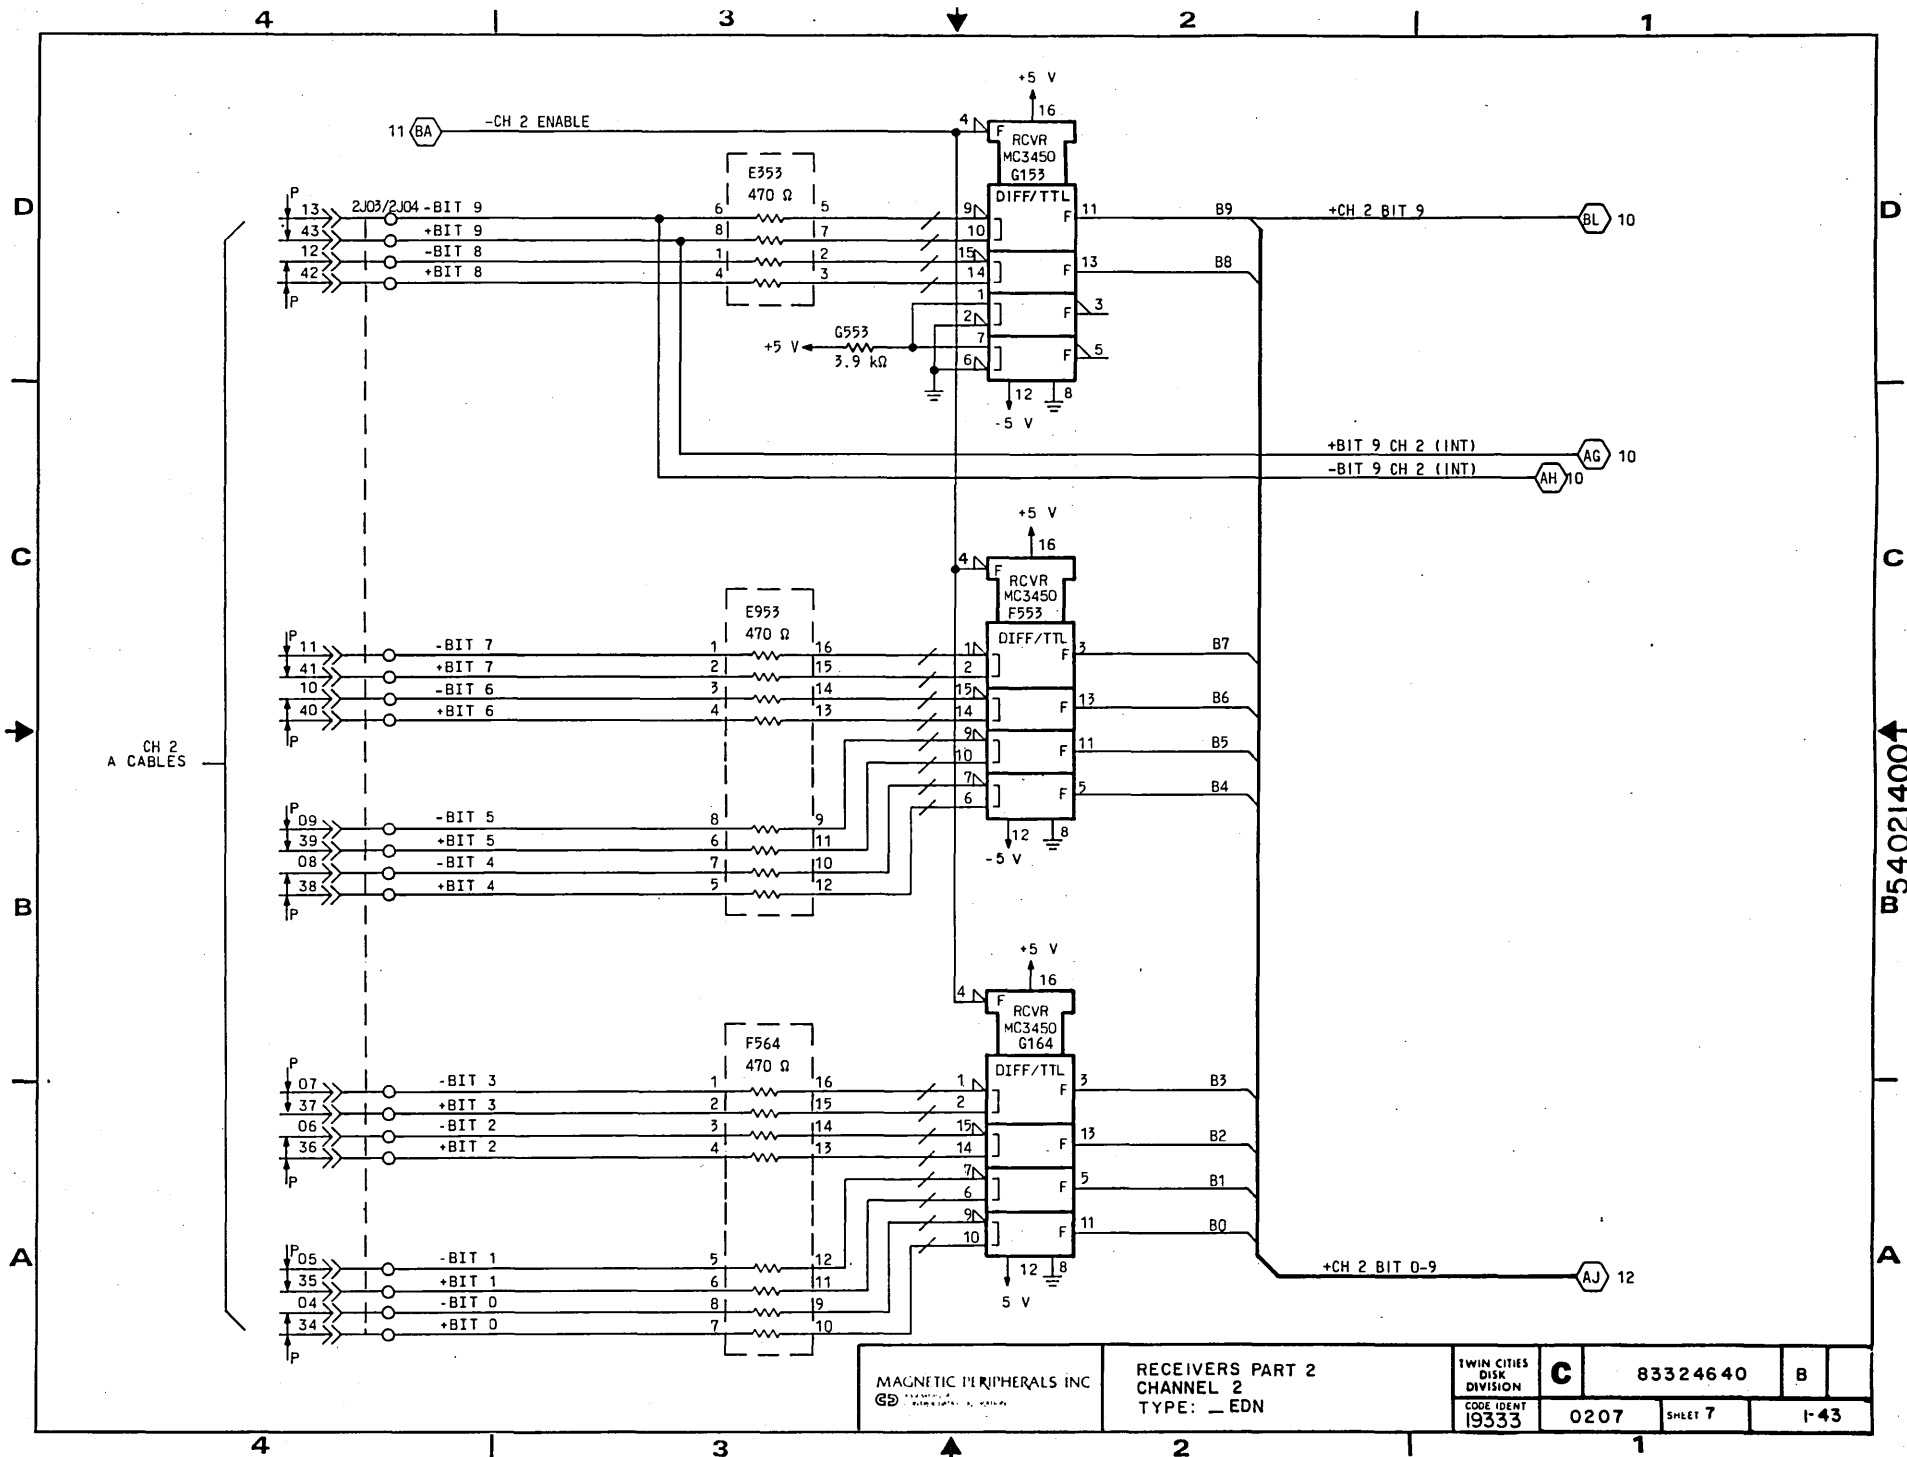 4 3 2 1
+5 V
16
11 BA -CH 2 ENABLE 4 F
RCVR
MC3450
G153
E353
470 Ω
DIFF/TTL
D D
P
13 2J03/2J04 -BIT 9 6 5 9 F 11 B9 +CH 2 BIT 9 BL 10
43 +BIT 9 8 7 10
12 -BIT 8 1 2 15 F 13 B8
42 +BIT 8 4 3 14
P
1 F 3
2
G553
+5 V 7
3.9 kΩ 6 F 5
12 8
-5 V
+BIT 9 CH 2 (INT) AG 10
-BIT 9 CH 2 (INT) AH 10
+5 V
16
C C
4 F
RCVR
MC3450
F553
E953
470 Ω
DIFF/TTL
P
11 -BIT 7 1 16 1 F 3 B7
41 +BIT 7 2 15 2
10 -BIT 6 3 14 15 F 13 B6
40 +BIT 6 4 13 14
P
9 F 11 B5
10
CH 2
A CABLES
7 F 5 B4
6
P
09 -BIT 5 8 9
39 +BIT 5 6 11
08 -BIT 4 7 10
38 +BIT 4 5 12
P
12 8
-5 V
B B
540214001
+5 V
16
4 F
RCVR
MC3450
G164
F564
470 Ω
DIFF/TTL
P
07 -BIT 3 1 16 1 F 3 B3
37 +BIT 3 2 15 2
06 -BIT 2 3 14 15 F 13 B2
36 +BIT 2 4 13 14
P
7 F 5 B1
6
9 F 11 B0
10
A A
P
05 -BIT 1 5 12
35 +BIT 1 6 11
04 -BIT 0 8 9
34 +BIT 0 7 10
P
12 8
5 V
+CH 2 BIT 0-9 AJ 12
MAGNETIC PERIPHERALS INC
RECEIVERS PART 2
CHANNEL 2
TYPE: _EDN
TWIN CITIES
DISK
DIVISION
C 83324640 B
CODE IDENT
19333
0207 SHEET 7 1-43
4 3 2 1